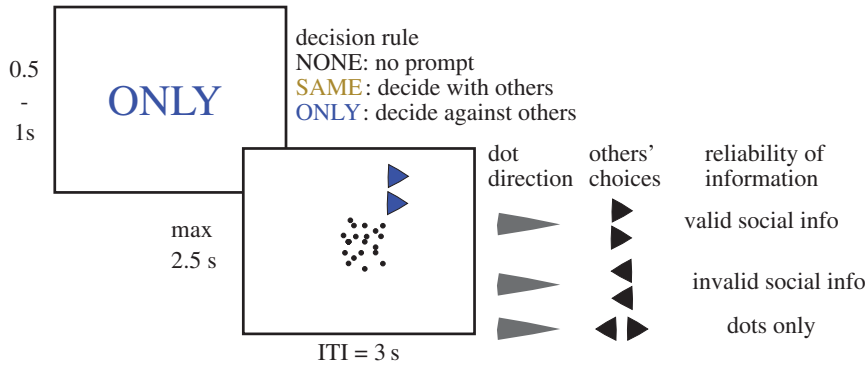 0.5
-
1s
ONLY
decision rule
NONE: no prompt
SAME: decide with others
ONLY: decide against others
max
2.5 s
ITI = 3 s
dot
direction
others'
choices
reliability of
information
valid social info
invalid social info
dots only